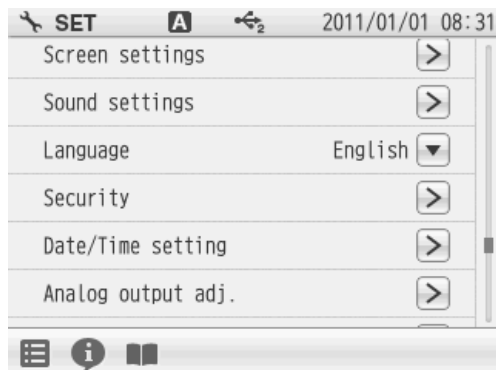 SET A 2 2011/01/01 08:31
Screen settings
Sound settings
Language English
Security
Date/Time setting
Analog output adj.